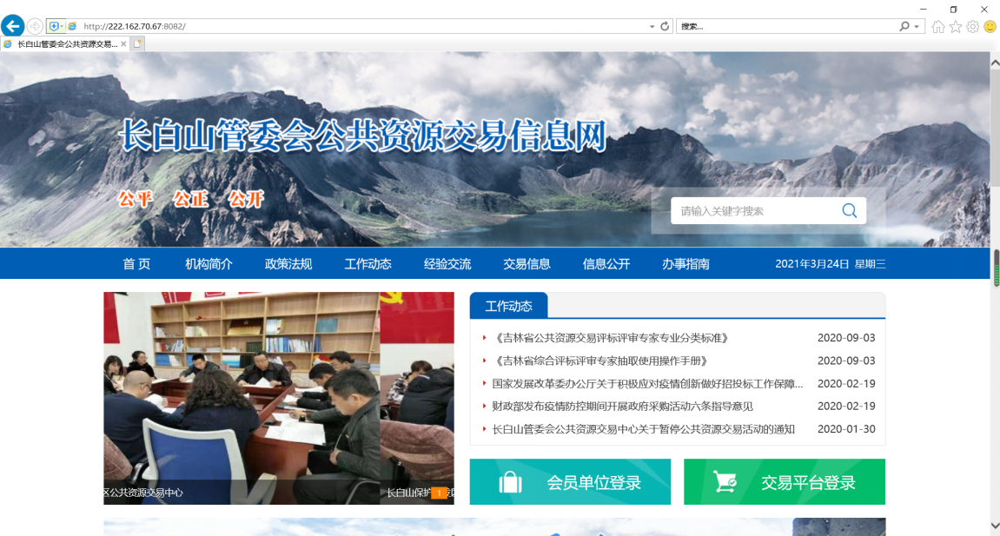 http://222.162.70.67:8082/
搜索...
长白山管委会公共资源交易...
长白山管委会公共资源交易信息网
公平 公正 公开
请输入关键字搜索
首 页 机构简介 政策法规 工作动态 经验交流 交易信息 信息公开 办事指南 2021年3月24日 星期三
工作动态
《吉林省公共资源交易评标评审专家专业分类标准》 2020-09-03
《吉林省综合评标评审专家抽取使用操作手册》 2020-09-03
国家发展改革委办公厅关于积极应对疫情创新做好招投标工作保障... 2020-02-19
财政部发布疫情防控期间开展政府采购活动六条指导意见 2020-02-19
长白山管委会公共资源交易中心关于暂停公共资源交易活动的通知 2020-01-30
区公共资源交易中心
长白山保护
1
会员单位登录
交易平台登录